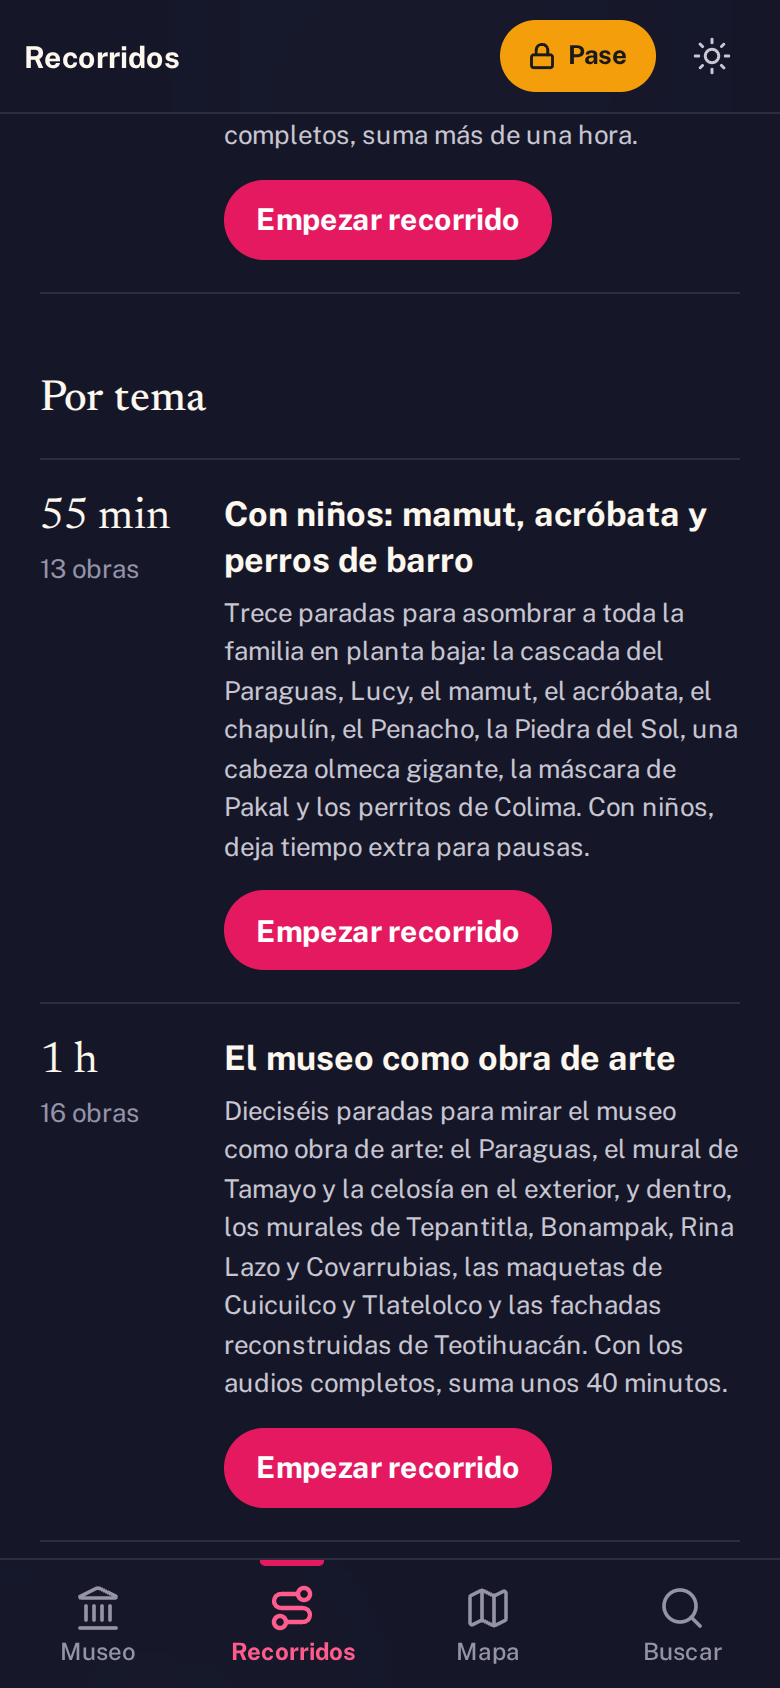 Recorridos
Pase
completos, suma más de una hora.
Empezar recorrido
Por tema
55 min
13 obras
Con niños: mamut, acróbata y
perros de barro
Trece paradas para asombrar a toda la
familia en planta baja: la cascada del
Paraguas, Lucy, el mamut, el acróbata, el
chapulín, el Penacho, la Piedra del Sol, una
cabeza olmeca gigante, la máscara de
Pakal y los perritos de Colima. Con niños,
deja tiempo extra para pausas.
Empezar recorrido
1 h
16 obras
El museo como obra de arte
Dieciséis paradas para mirar el museo
como obra de arte: el Paraguas, el mural de
Tamayo y la celosía en el exterior, y dentro,
los murales de Tepantitla, Bonampak, Rina
Lazo y Covarrubias, las maquetas de
Cuicuilco y Tlatelolco y las fachadas
reconstruidas de Teotihuacán. Con los
audios completos, suma unos 40 minutos.
Empezar recorrido
Museo
Recorridos
Mapa
Buscar